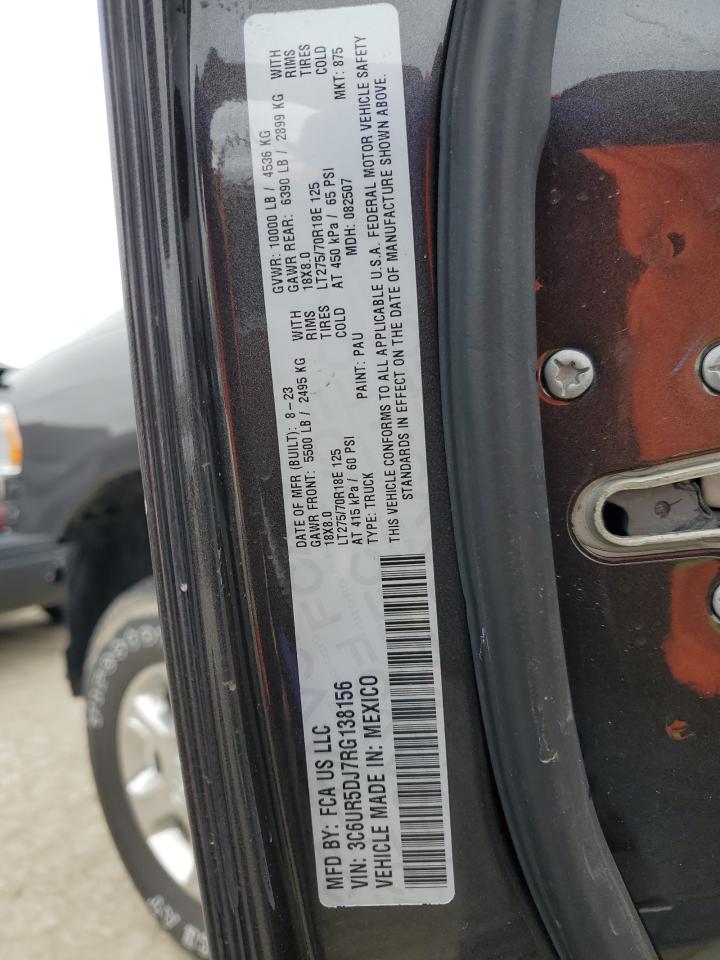 MFD BY: FCA US LLC
VIN: 3C6UR5DJ7RG138156
VEHICLE MADE IN: MEXICO
DATE OF MFR (BUILT): 8-23
GAWR FRONT: 5500 LB / 2495 KG WITH
18X8.0 RIMS
LT275/70R18E 125 TIRES
AT 415 kPa / 60 PSI COLD
TYPE: TRUCK PAINT: PAU
GVWR: 10000 LB / 4536 KG
GAWR REAR: 6390 LB / 2899 KG WITH
18X8.0 RIMS
LT275/70R18E 125 TIRES
AT 450 kPa / 65 PSI COLD
MDH: 082507 MKT: 875
THIS VEHICLE CONFORMS TO ALL APPLICABLE U.S.A. FEDERAL MOTOR VEHICLE SAFETY
STANDARDS IN EFFECT ON THE DATE OF MANUFACTURE SHOWN ABOVE.